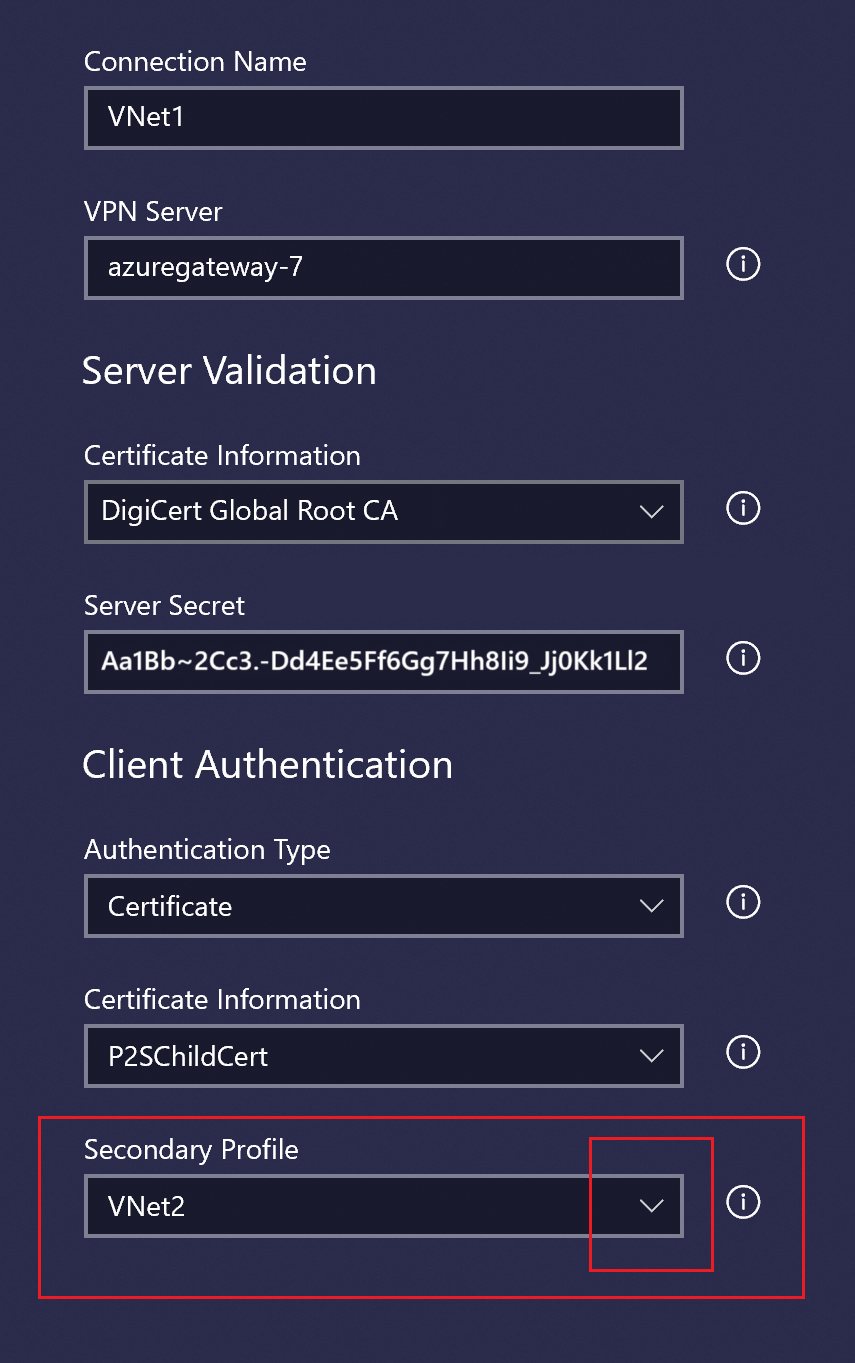 Connection Name
VNet1
VPN Server
azuregateway-7
Server Validation
Certificate Information
DigiCert Global Root CA
Server Secret
Aa1Bb~2Cc3.-Dd4Ee5Ff6Gg7Hh8Ii9_Jj0Kk1Ll2
Client Authentication
Authentication Type
Certificate
Certificate Information
P2SChildCert
Secondary Profile
VNet2